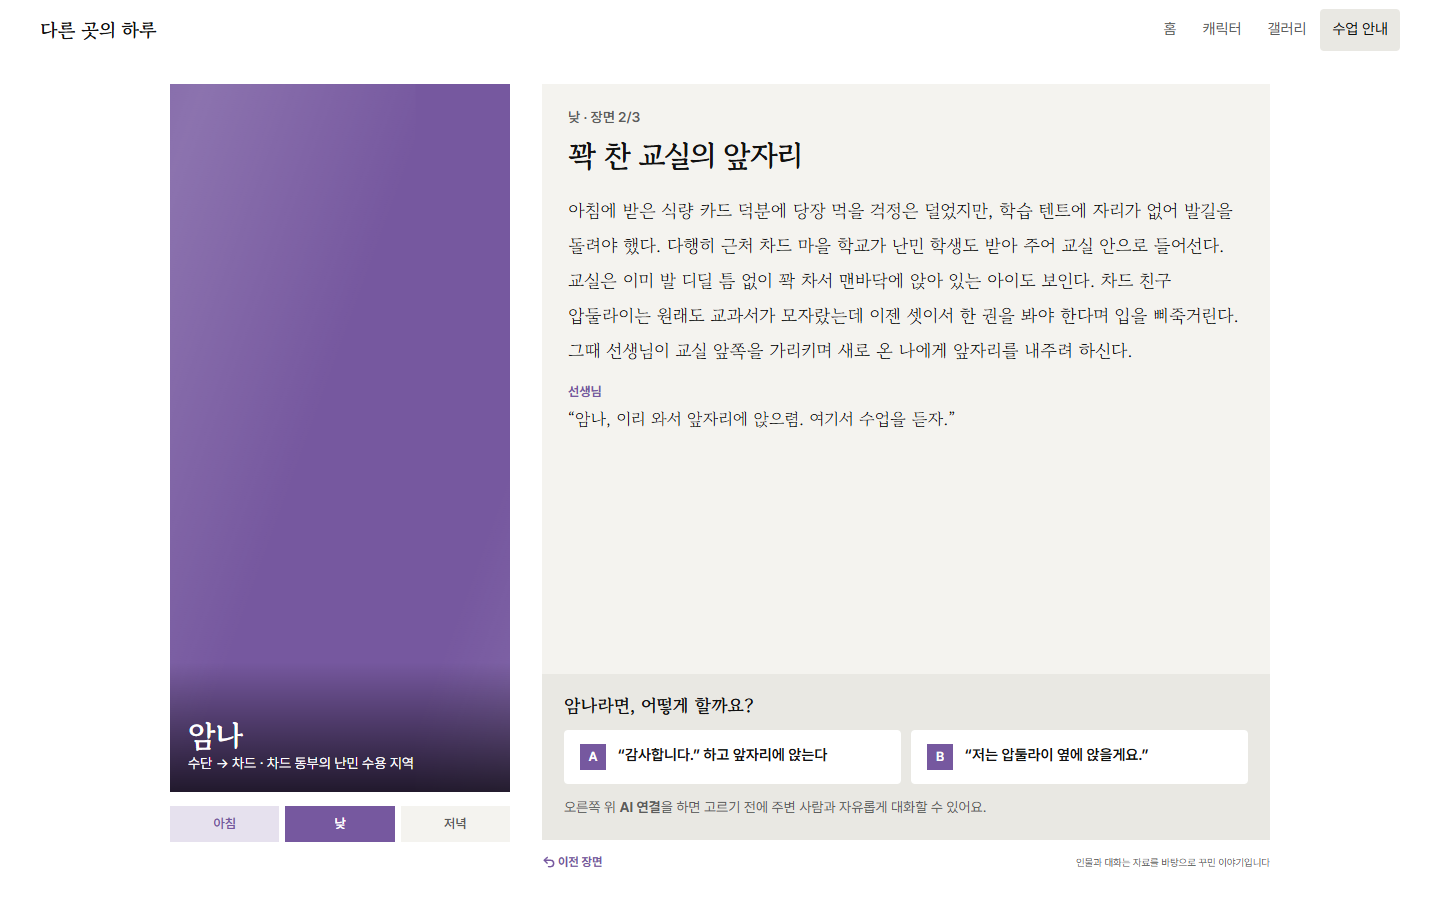 다른 곳의 하루
홈
캐릭터
갤러리
수업 안내
암나
수단 → 차드 · 차드 동부의 난민 수용 지역
아침
낮
저녁
낮 · 장면 2/3
꽉 찬 교실의 앞자리
아침에 받은 식량 카드 덕분에 당장 먹을 걱정은 덜었지만, 학습 텐트에 자리가 없어 발길을
돌려야 했다. 다행히 근처 차드 마을 학교가 난민 학생도 받아 주어 교실 안으로 들어선다.
교실은 이미 발 디딜 틈 없이 꽉 차서 맨바닥에 앉아 있는 아이도 보인다. 차드 친구
압둘라이는 원래도 교과서가 모자랐는데 이젠 셋이서 한 권을 봐야 한다며 입을 삐죽거린다.
그때 선생님이 교실 앞쪽을 가리키며 새로 온 나에게 앞자리를 내주려 하신다.
선생님
“암나, 이리 와서 앞자리에 앉으렴. 여기서 수업을 듣자.”
암나라면, 어떻게 할까요?
A “감사합니다.” 하고 앞자리에 앉는다
B “저는 압둘라이 옆에 앉을게요.”
오른쪽 위 AI 연결을 하면 고르기 전에 주변 사람과 자유롭게 대화할 수 있어요.
이전 장면
인물과 대화는 자료를 바탕으로 꾸민 이야기입니다